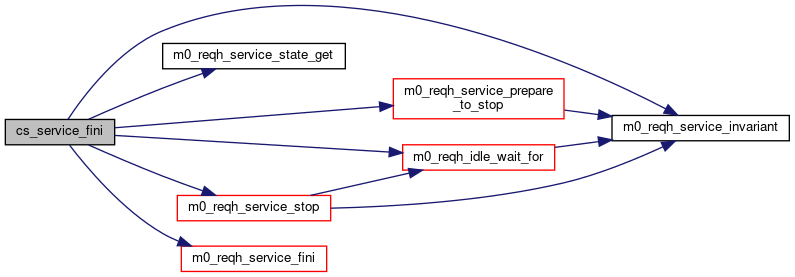 cs_service_fini
m0_reqh_service_state_get
m0_reqh_service_prepare
_to_stop
m0_reqh_idle_wait_for
m0_reqh_service_stop
m0_reqh_service_fini
m0_reqh_service_invariant